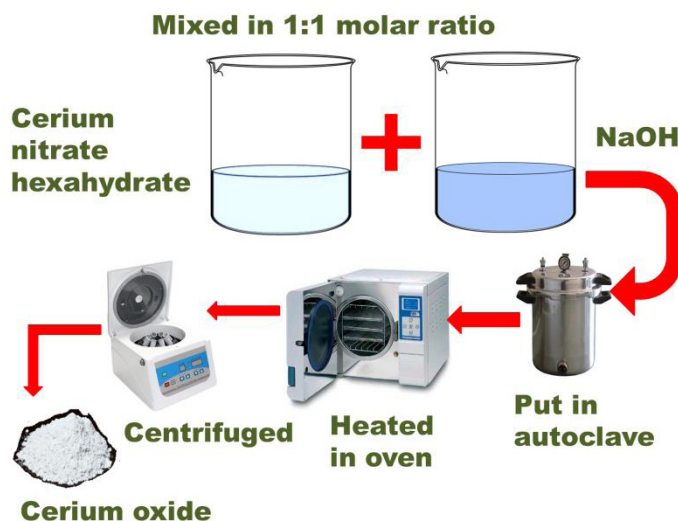 Mixed in 1:1 molar ratio
Cerium
nitrate
hexahydrate
NaOH
Put in
autoclave
Heated
in oven
Centrifuged
Cerium oxide